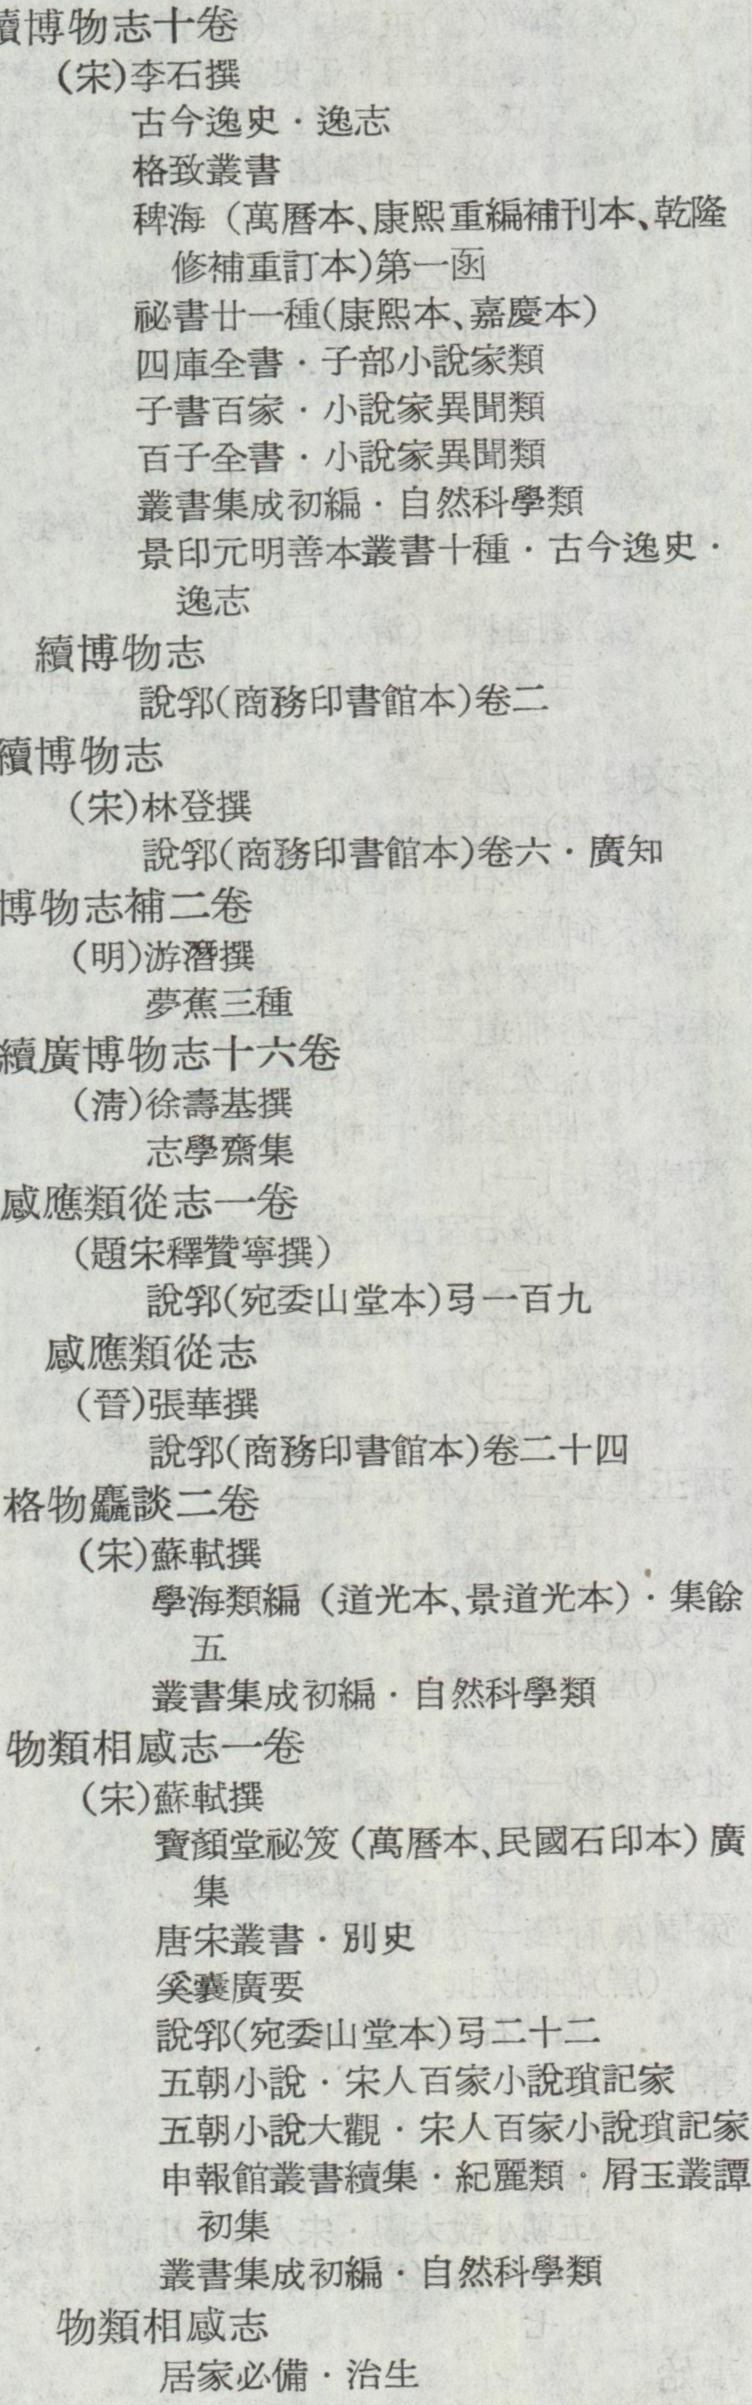 續博物志十卷
(宋)李石撰
古今逸史·逸志
格致叢書
稗海(萬曆本、康熙重編補刊本、乾隆
修補重訂本)第一函
祕書廿一種(康熙本、嘉慶本)
四庫全書·子部小說家類
子書百家·小說家異聞類
百子全書·小說家異聞類
叢書集成初編·自然科學類
景印元明善本叢書十種·古今逸史·
逸志
續博物志
說郛(商務印書館本)卷二
續博物志
(宋)林登撰
說郛(商務印書館本)卷六·廣知
博物志補二卷
(明)游潛撰
夢蕉三種
續廣博物志十六卷
(清)徐壽基撰
志學齋集
感應類從志一卷
(題宋釋贊寧撰)
說郛(宛委山堂本)弓一百九
感應類從志
(晉)張華撰
說郛(商務印書館本)卷二十四
格物麤談二卷
(宋)蘇軾撰
學海類編(道光本、景道光本)·集餘
五
叢書集成初編·自然科學類
物類相感志一卷
(宋)蘇軾撰
寶顏堂祕笈(萬曆本、民國石印本)廣
集
唐宋叢書·別史
奚囊廣要
說郛(宛委山堂本)弓二十二
五朝小說·宋人百家小說瑣記家
五朝小說大觀·宋人百家小說瑣記家
申報館叢書續集·紀麗類·屑玉叢譚
初集
叢書集成初編·自然科學類
物類相感志
居家必備·治生